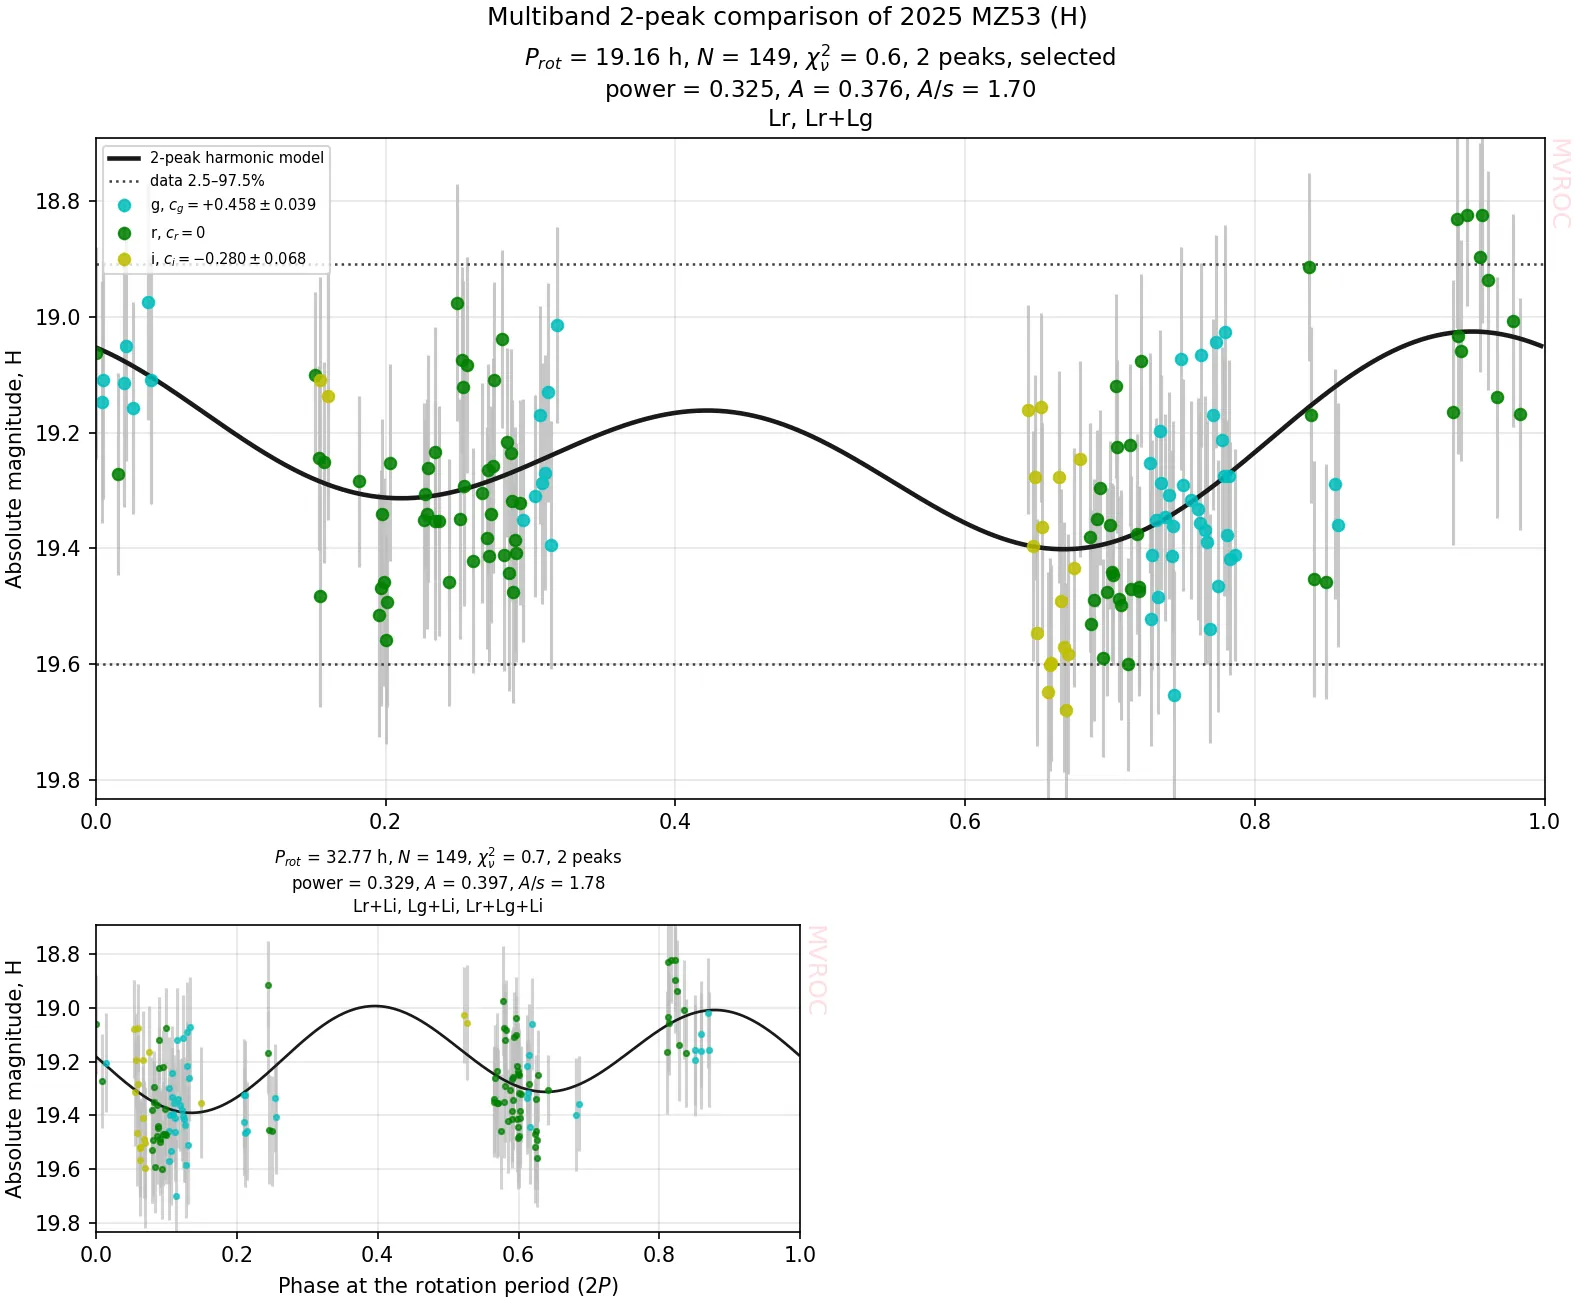 Multiband 2-peak comparison of 2025 MZ53 (H)
P_rot = 19.16 h, N = 149, χ²_ν = 0.6, 2 peaks, selected
power = 0.325, A = 0.376, A/s = 1.70
Lr, Lr+Lg
2-peak harmonic model
data 2.5–97.5%
g, c_g = +0.458 ± 0.039
r, c_r = 0
i, c_i = −0.280 ± 0.068
MVROC
Absolute magnitude, H
18.8
19.0
19.2
19.4
19.6
19.8
0.0 0.2 0.4 0.6 0.8 1.0
P_rot = 32.77 h, N = 149, χ²_ν = 0.7, 2 peaks
power = 0.329, A = 0.397, A/s = 1.78
Lr+Li, Lg+Li, Lr+Lg+Li
MVROC
Absolute magnitude, H
18.8
19.0
19.2
19.4
19.6
19.8
0.0 0.2 0.4 0.6 0.8 1.0
Phase at the rotation period (2P)